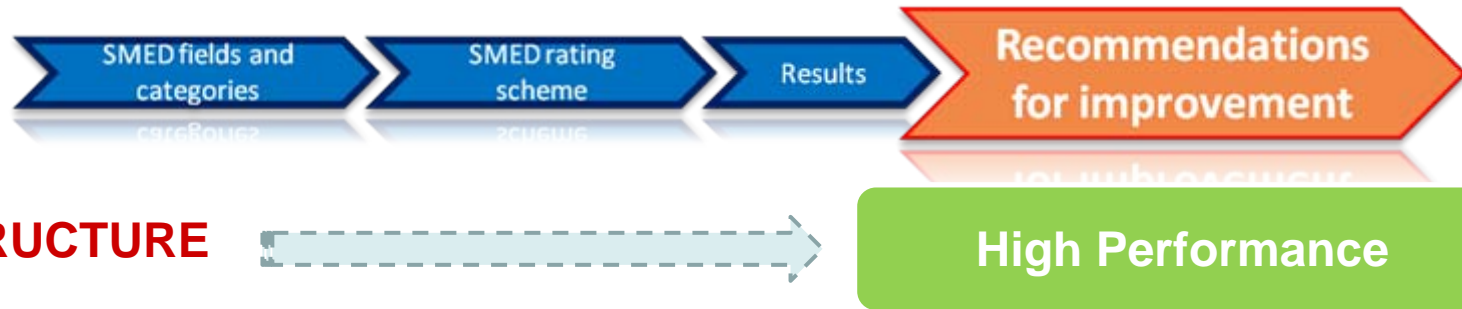 SMED fields and
categories
SMED rating
scheme
Results
Recommendations
for improvement
RUCTURE
High Performance